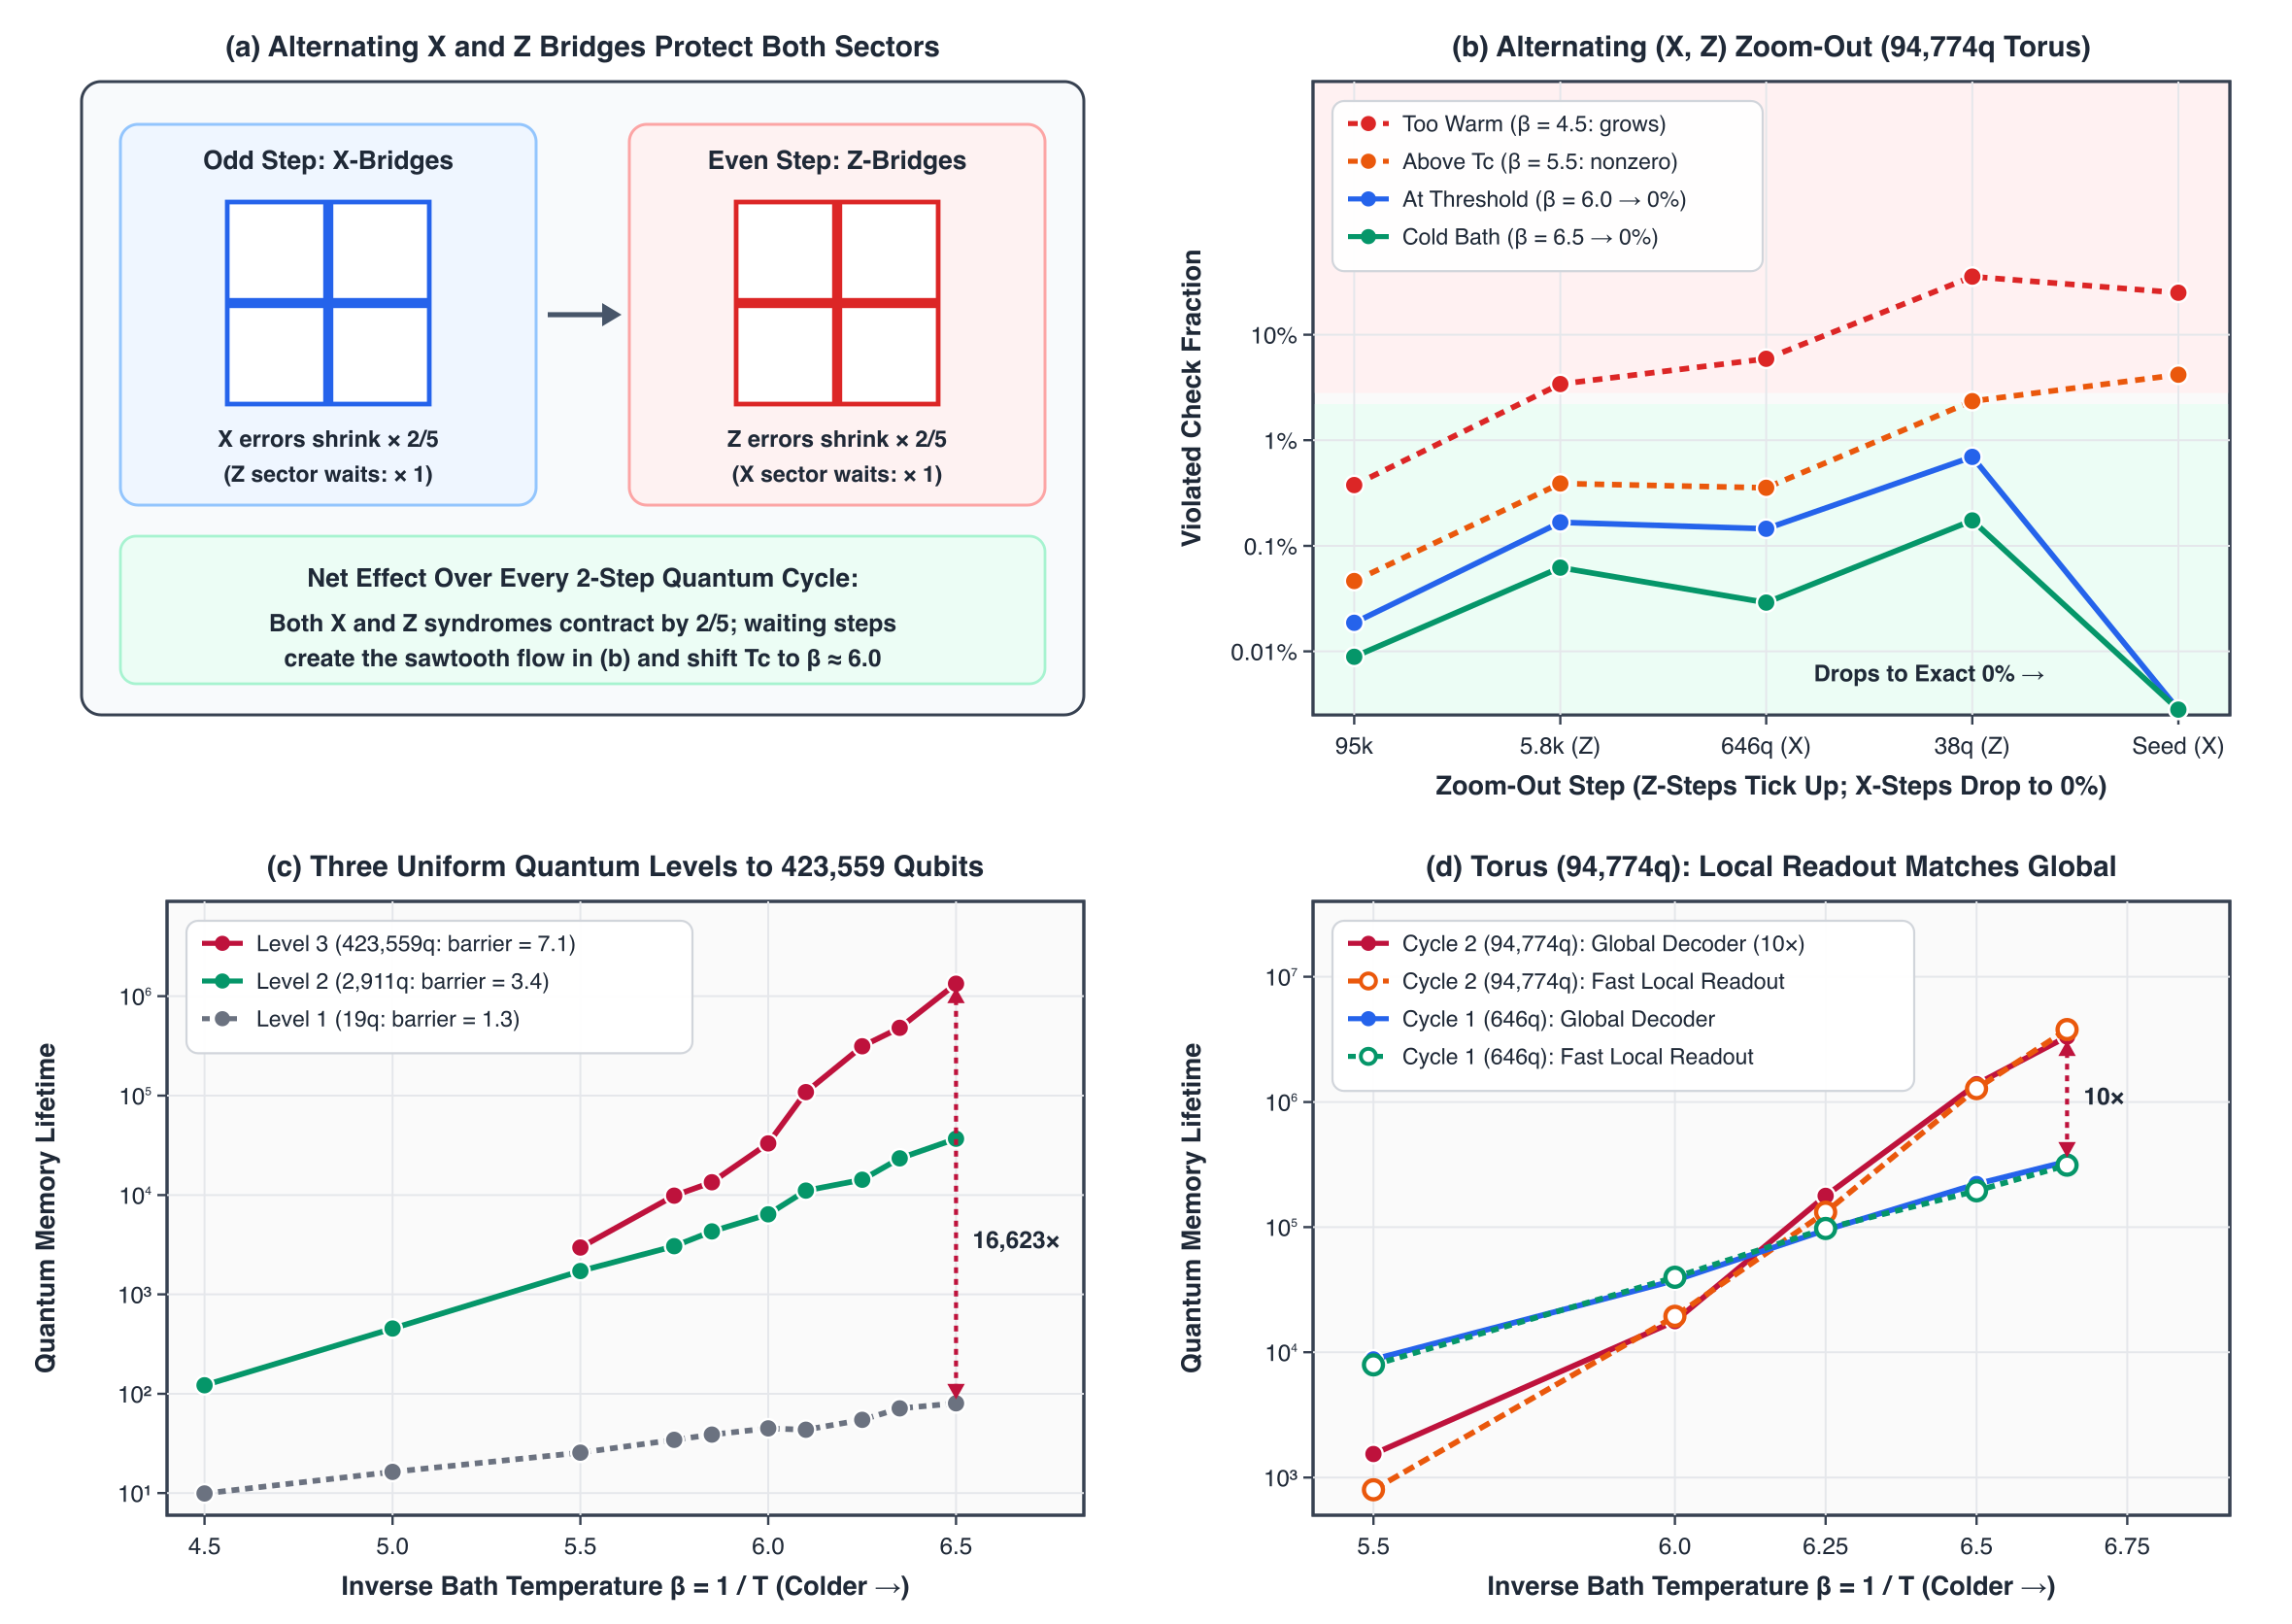 (a) Alternating X and Z Bridges Protect Both Sectors
Odd Step: X-Bridges
X errors shrink × 2/5
(Z sector waits: × 1)
Even Step: Z-Bridges
Z errors shrink × 2/5
(X sector waits: × 1)
Net Effect Over Every 2-Step Quantum Cycle:
Both X and Z syndromes contract by 2/5; waiting steps
create the sawtooth flow in (b) and shift Tc to β ≈ 6.0
(b) Alternating (X, Z) Zoom-Out (94,774q Torus)
Too Warm (β = 4.5: grows)
Above Tc (β = 5.5: nonzero)
At Threshold (β = 6.0 → 0%)
Cold Bath (β = 6.5 → 0%)
Violated Check Fraction
10%
1%
0.1%
0.01%
Drops to Exact 0% →
95k
5.8k (Z)
646q (X)
38q (Z)
Seed (X)
Zoom-Out Step (Z-Steps Tick Up; X-Steps Drop to 0%)
(c) Three Uniform Quantum Levels to 423,559 Qubits
Level 3 (423,559q: barrier = 7.1)
Level 2 (2,911q: barrier = 3.4)
Level 1 (19q: barrier = 1.3)
Quantum Memory Lifetime
10⁶
10⁵
10⁴
10³
10²
10¹
16,623×
4.5
5.0
5.5
6.0
6.5
Inverse Bath Temperature β = 1 / T (Colder →)
(d) Torus (94,774q): Local Readout Matches Global
Cycle 2 (94,774q): Global Decoder (10×)
Cycle 2 (94,774q): Fast Local Readout
Cycle 1 (646q): Global Decoder
Cycle 1 (646q): Fast Local Readout
Quantum Memory Lifetime
10⁷
10⁶
10⁵
10⁴
10³
10×
5.5
6.0
6.25
6.5
6.75
Inverse Bath Temperature β = 1 / T (Colder →)